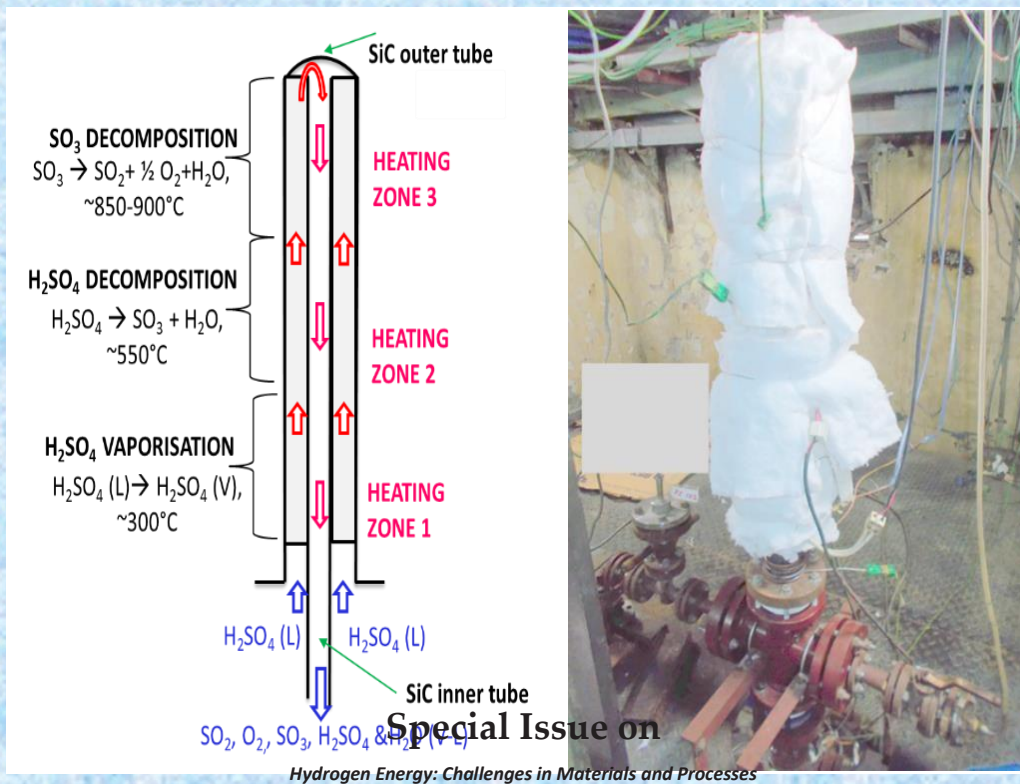 SiC outer tube
SO₃ DECOMPOSITION
SO₃ → SO₂+ ½ O₂+H₂O,
~850-900°C
HEATING
ZONE 3
H₂SO₄ DECOMPOSITION
H₂SO₄ → SO₃ + H₂O,
~550°C
HEATING
ZONE 2
H₂SO₄ VAPORISATION
H₂SO₄ (L)→ H₂SO₄ (V),
~300°C
HEATING
ZONE 1
H₂SO₄ (L)
H₂SO₄ (L)
SiC inner tube
SO₂, O₂, SO₃, H₂SO₄ &
Special Issue on
Hydrogen Energy: Challenges in Materials and Processes